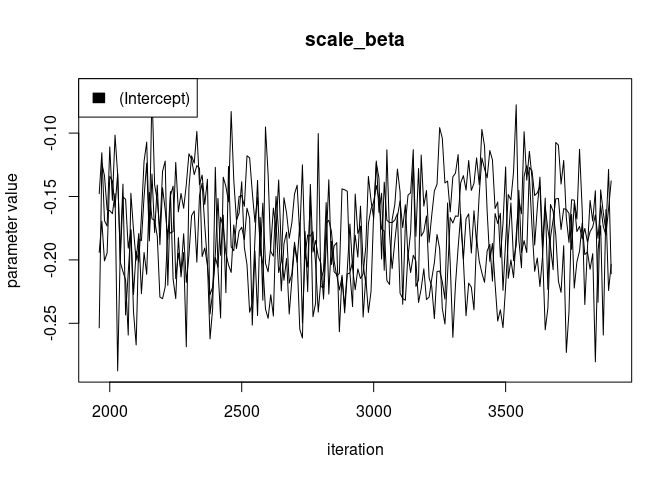 scale_beta
(Intercept)
parameter value
-0.10
-0.15
-0.20
-0.25
2000 2500 3000 3500
iteration